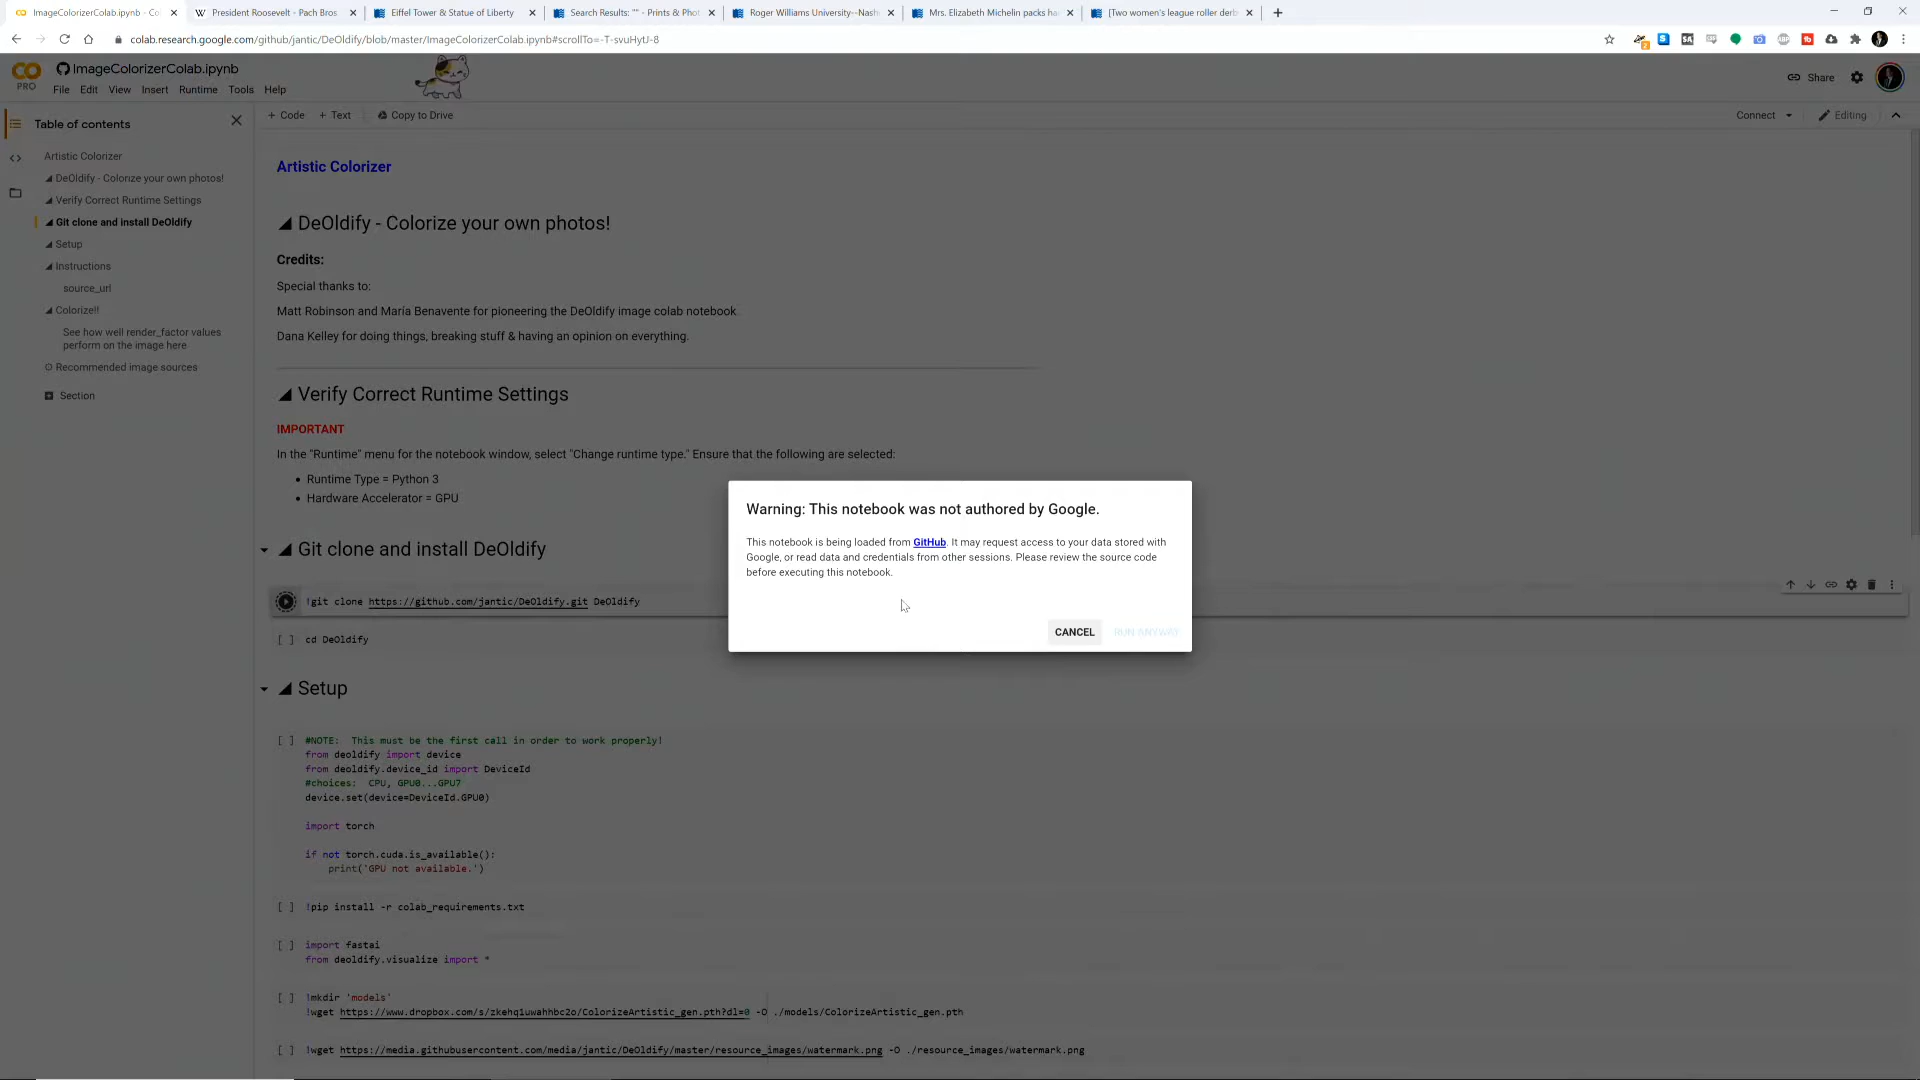 ImageColorizerColab.ipynb - Co
President Roosevelt - Pach Bros
Eiffel Tower & Statue of Liberty
Search Results: "" - Prints & Phot
Roger Williams University--Nash
Mrs. Elizabeth Michelin packs ha
[Two women's league roller derb
colab.research.google.com/github/jantic/DeOldify/blob/master/ImageColorizerColab.ipynb#scrollTo=-T-svuHytJ-8
PRO
ImageColorizerColab.ipynb
File Edit View Insert Runtime Tools Help
Share
Table of contents
+ Code + Text Copy to Drive
Connect
Editing
Artistic Colorizer
DeOldify - Colorize your own photos!
Verify Correct Runtime Settings
Git clone and install DeOldify
Setup
Instructions
source_url
Colorize!!
See how well render_factor values
perform on the image here
Recommended image sources
Section
Artistic Colorizer
DeOldify - Colorize your own photos!
Credits:
Special thanks to:
Matt Robinson and María Benavente for pioneering the DeOldify image colab notebook.
Dana Kelley for doing things, breaking stuff & having an opinion on everything.
Verify Correct Runtime Settings
IMPORTANT
In the "Runtime" menu for the notebook window, select "Change runtime type." Ensure that the following are selected:
• Runtime Type = Python 3
• Hardware Accelerator = GPU
Git clone and install DeOldify
!git clone https://github.com/jantic/DeOldify.git DeOldify
[ ] cd DeOldify
Setup
[ ] #NOTE: This must be the first call in order to work properly!
from deoldify import device
from deoldify.device_id import DeviceId
#choices: CPU, GPU0...GPU7
device.set(device=DeviceId.GPU0)
import torch
if not torch.cuda.is_available():
print('GPU not available.')
[ ] !pip install -r colab_requirements.txt
[ ] import fastai
from deoldify.visualize import *
[ ] !mkdir 'models'
!wget https://www.dropbox.com/s/zkehq1uwahhbc2o/ColorizeArtistic_gen.pth?dl=0 -O ./models/ColorizeArtistic_gen.pth
[ ] !wget https://media.githubusercontent.com/media/jantic/DeOldify/master/resource_images/watermark.png -O ./resource_images/watermark.png
Warning: This notebook was not authored by Google.
This notebook is being loaded from GitHub. It may request access to your data stored with
Google, or read data and credentials from other sessions. Please review the source code
before executing this notebook.
CANCEL RUN ANYWAY